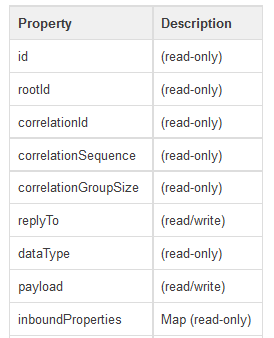 Property Description
id (read-only)
rootId (read-only)
correlationId (read-only)
correlationSequence (read-only)
correlationGroupSize (read-only)
replyTo (read/write)
dataType (read-only)
payload (read/write)
inboundProperties Map (read-only)